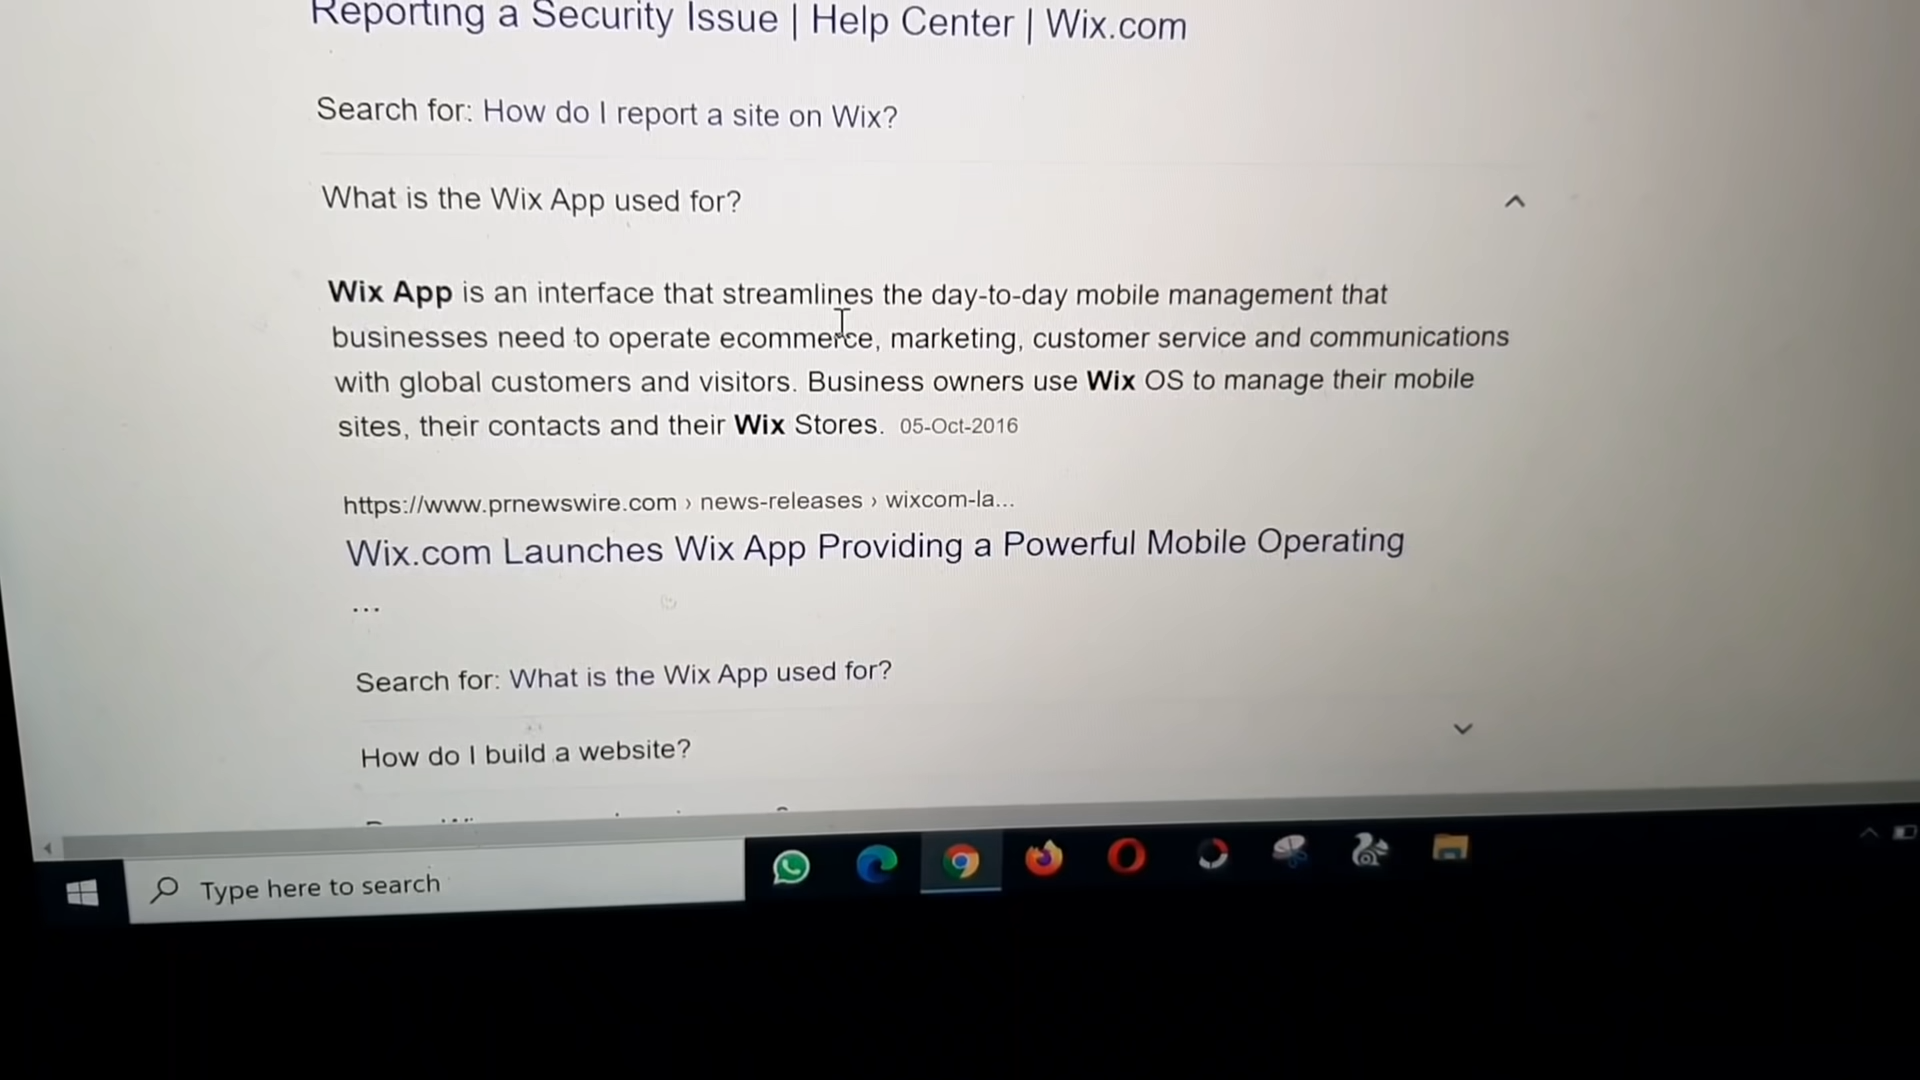 Reporting a Security Issue | Help Center | Wix.com
Search for: How do I report a site on Wix?
What is the Wix App used for?
Wix App is an interface that streamlines the day-to-day mobile management that
businesses need to operate ecommerce, marketing, customer service and communications
with global customers and visitors. Business owners use Wix OS to manage their mobile
sites, their contacts and their Wix Stores. 05-Oct-2016
https://www.prnewswire.com › news-releases › wixcom-la...
Wix.com Launches Wix App Providing a Powerful Mobile Operating
...
Search for: What is the Wix App used for?
How do I build a website?
Type here to search